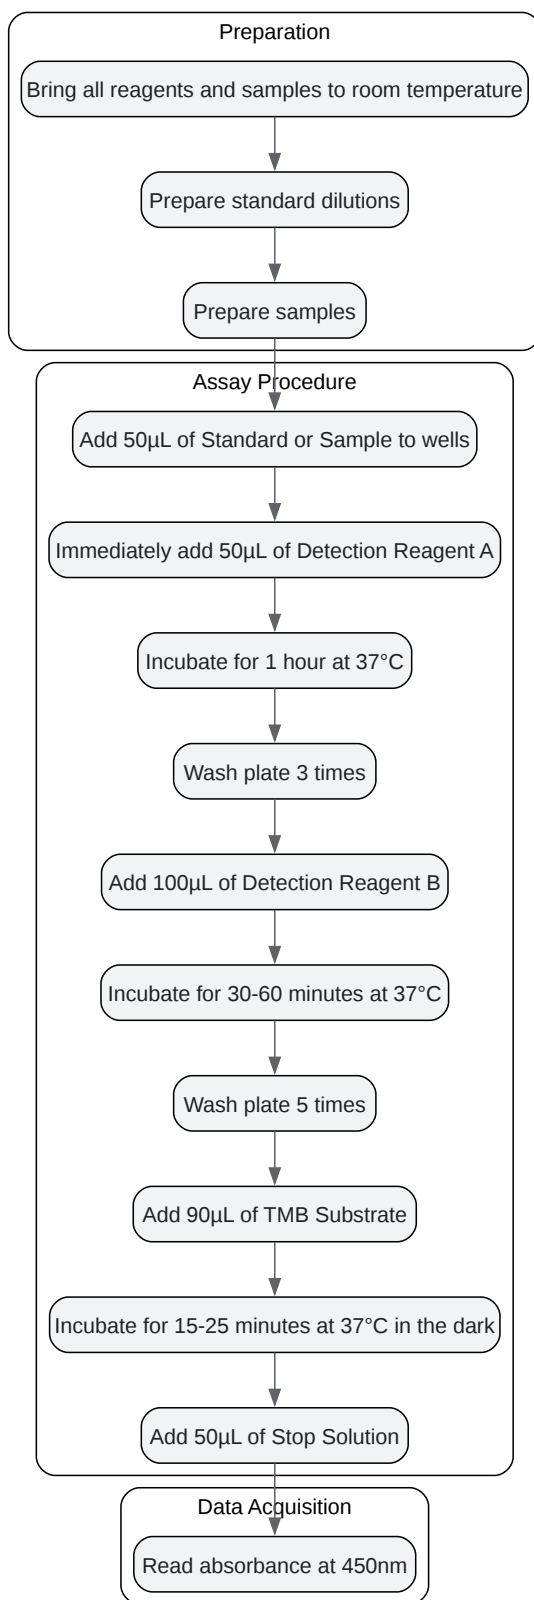 Preparation
Bring all reagents and samples to room temperature
Prepare standard dilutions
Prepare samples
Assay Procedure
Add 50µL of Standard or Sample to wells
Immediately add 50µL of Detection Reagent A
Incubate for 1 hour at 37°C
Wash plate 3 times
Add 100µL of Detection Reagent B
Incubate for 30-60 minutes at 37°C
Wash plate 5 times
Add 90µL of TMB Substrate
Incubate for 15-25 minutes at 37°C in the dark
Add 50µL of Stop Solution
Data Acquisition
Read absorbance at 450nm